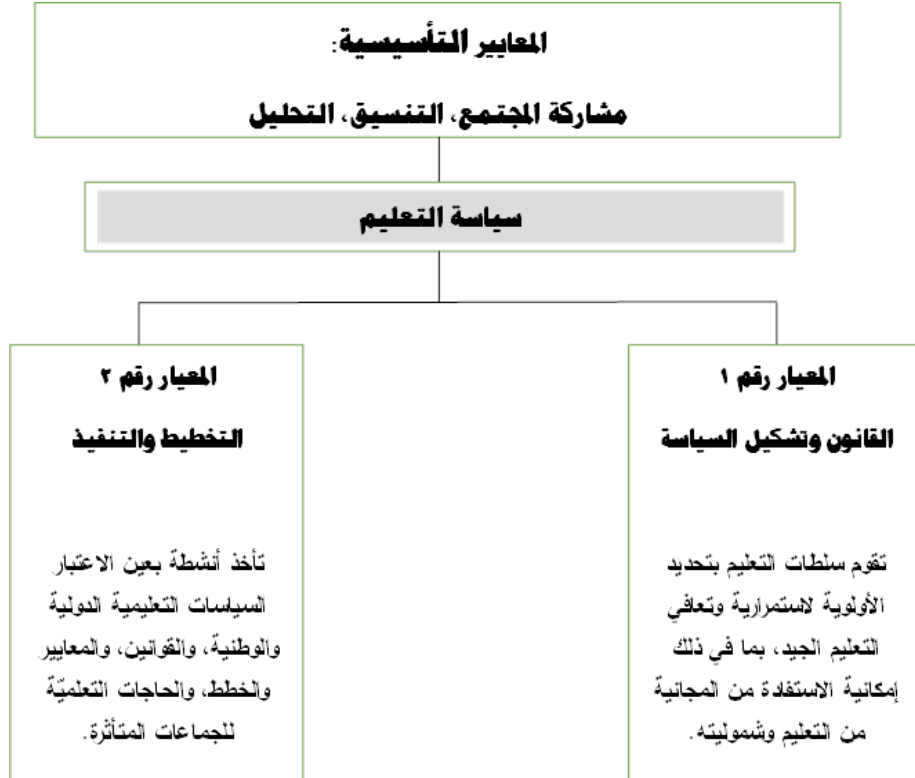 المعايير التأسيسية:
مشاركة المجتمع، التنسيق، التحليل
سياسة التعليم
المعيار رقم ١
القانون وتشكيل السياسة
تقوم سلطات التعليم بتحديد
الأولوية لاستمرارية وتعافي
التعليم الجيد، بما في ذلك
إمكانية الاستفادة من المجانية
من التعليم وشموليته.
المعيار رقم ٢
التخطيط والتنفيذ
تأخذ أنشطة بعين الاعتبار
السياسات التعليمية الدولية
والوطنية، والقوانين، والمعايير
والخطط، والحاجات التعلميّة
للجماعات المتأثرة.